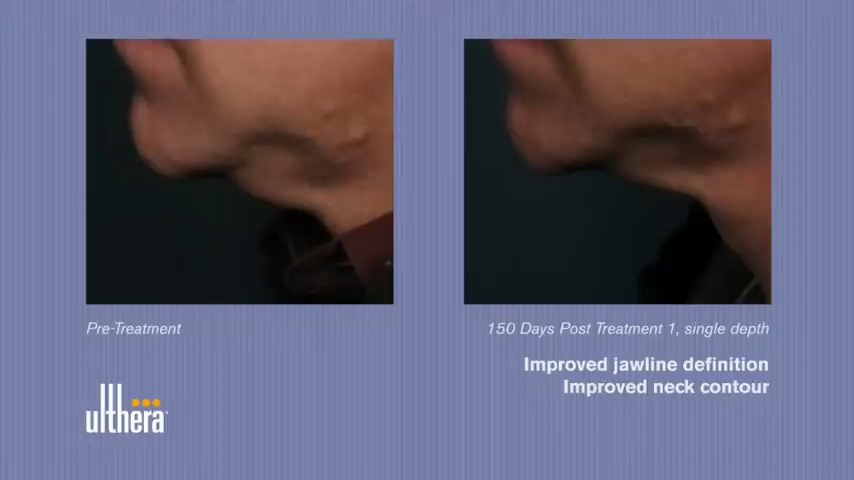 Pre-Treatment
150 Days Post Treatment 1, single depth
Improved jawline definition
Improved neck contour
ulthera